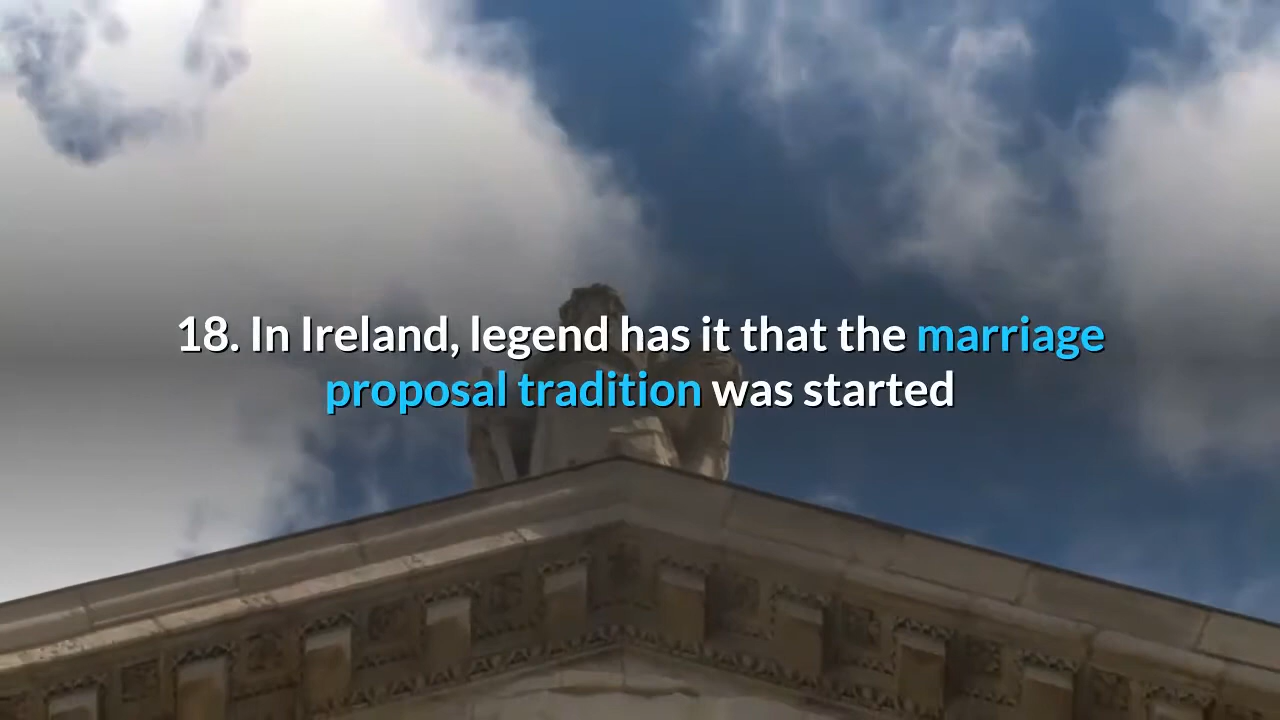 18. In Ireland, legend has it that the marriage
proposal tradition was started